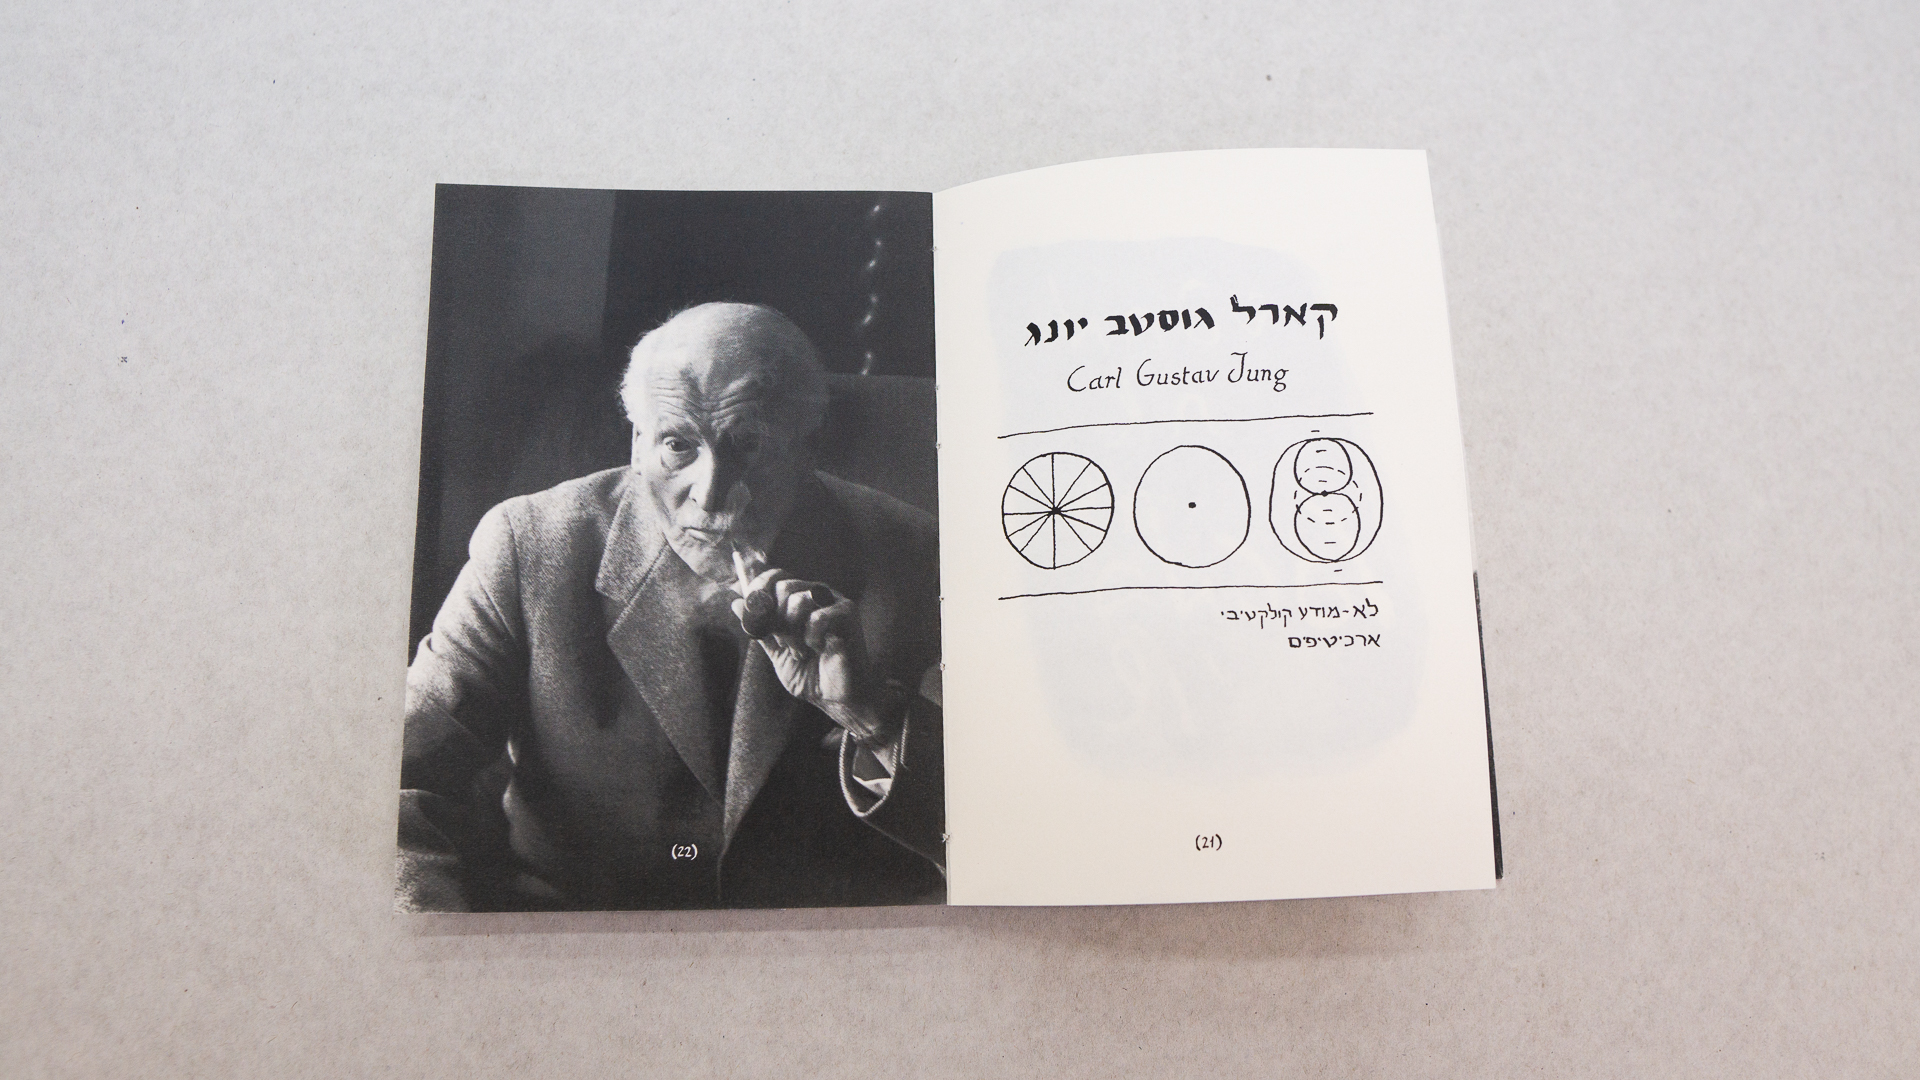 קארל גוסטב יונג
Carl Gustav Jung
לא-מודע קולקטיבי
ארכיטיפים
(21)
(22)